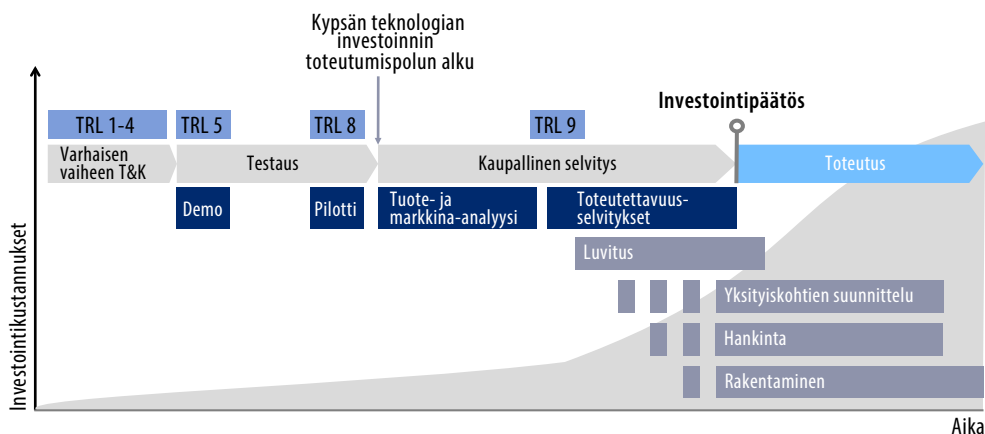 Kypsän teknologian
investoinnin
toteutumispolun alku
Investointipäätös
TRL 1-4
TRL 5
TRL 8
TRL 9
Varhaisen
vaiheen T&K
Testaus
Kaupallinen selvitys
Toteutus
Demo
Pilotti
Tuote- ja
markkina-analyysi
Toteutettavuus-
selvitykset
Luvitus
Yksityiskohtien suunnittelu
Hankinta
Rakentaminen
Investointikustannukset
Aika